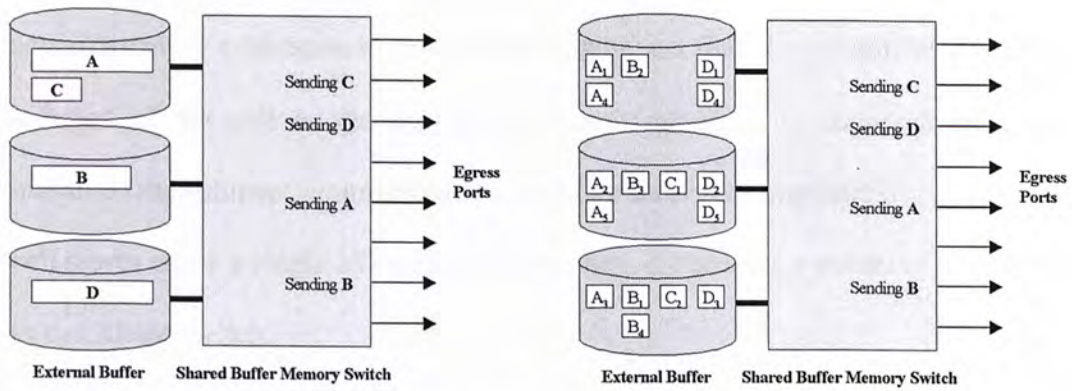 A
C
Sending C
Sending D
B
Sending A
D
Sending B
Egress
Ports
External Buffer Shared Buffer Memory Switch
A₁ B₂ D₁
A₄ D₄
Sending C
Sending D
A₂ B₃ C₁ D₂
A₅ D₅
Sending A
A₃ B₁ C₂ D₃
B₄
Sending B
Egress
Ports
External Buffer Shared Buffer Memory Switch